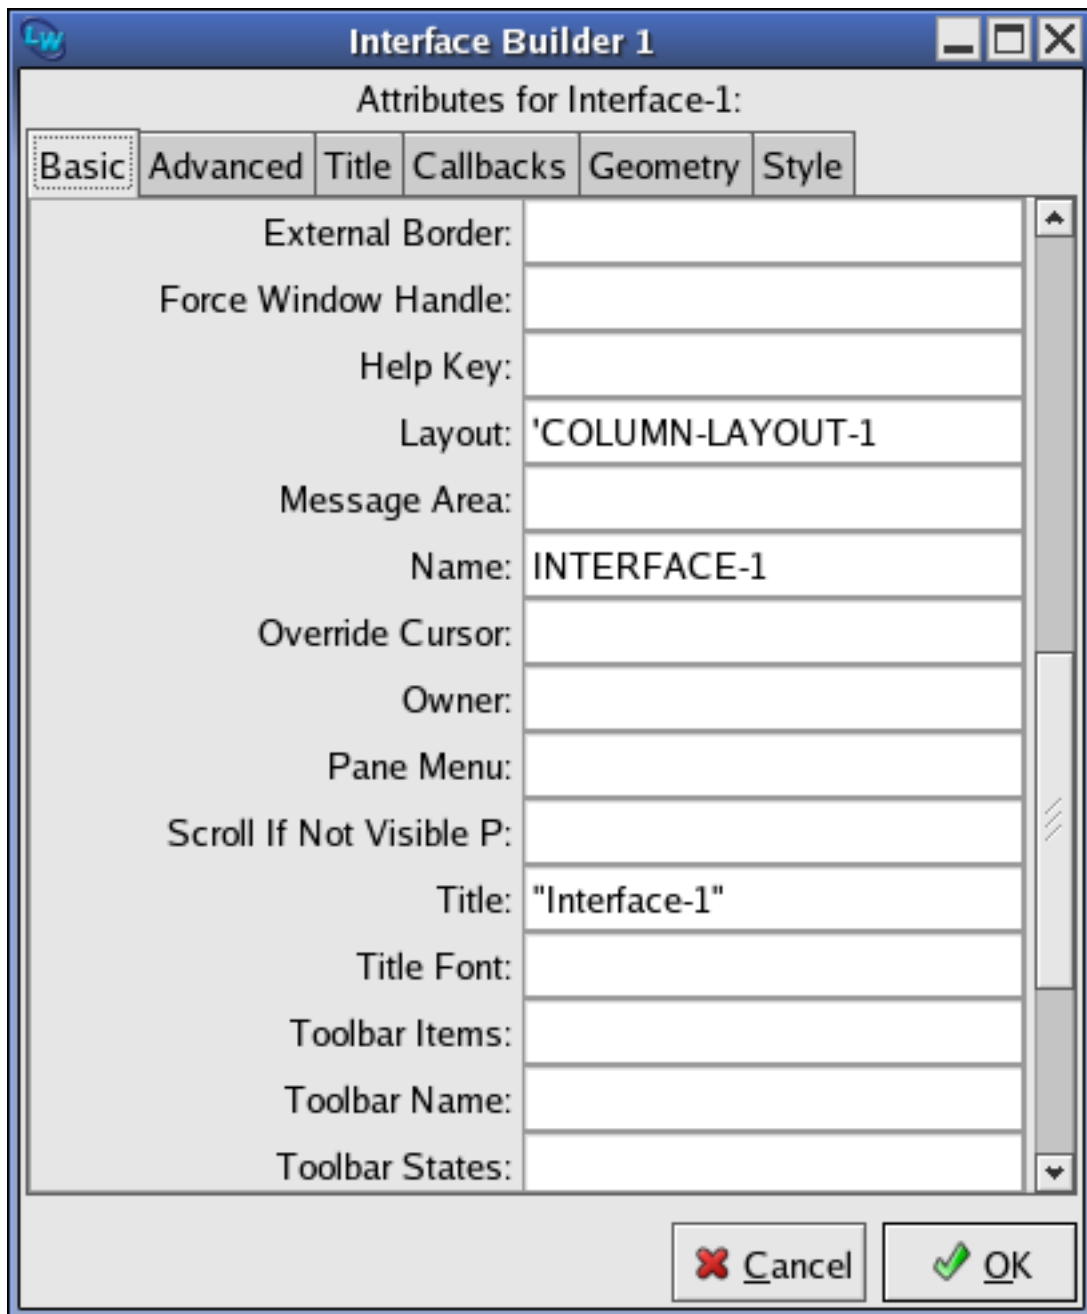 LW
Interface Builder 1
Attributes for Interface-1:
Basic Advanced Title Callbacks Geometry Style
External Border:
Force Window Handle:
Help Key:
Layout: 'COLUMN-LAYOUT-1
Message Area:
Name: INTERFACE-1
Override Cursor:
Owner:
Pane Menu:
Scroll If Not Visible P:
Title: "Interface-1"
Title Font:
Toolbar Items:
Toolbar Name:
Toolbar States:
Cancel OK